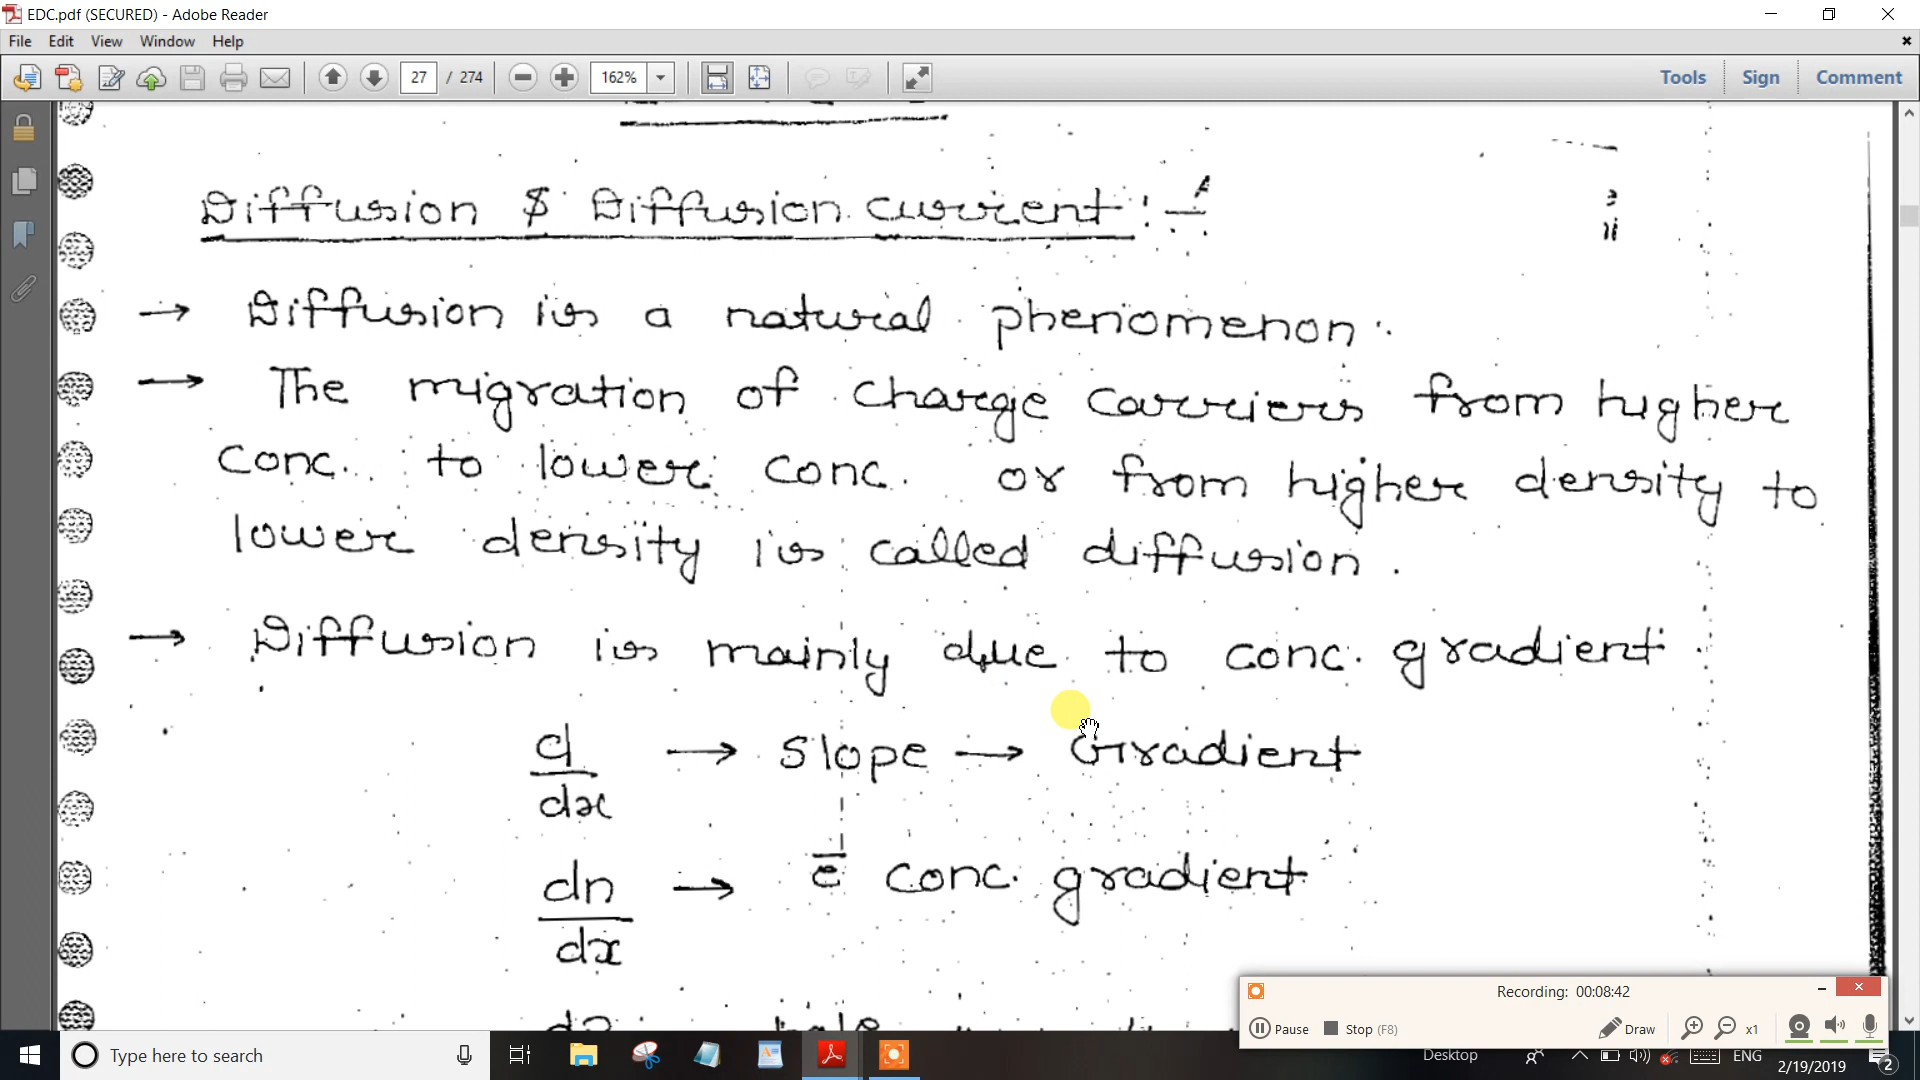 EDC.pdf (SECURED) - Adobe Reader
File Edit View Window Help
27 / 274 162% Tools Sign Comment
Diffusion & Diffusion current :-
→ Diffusion is a natural phenomenon.
→ The migration of charge carriers from higher
conc. to lower conc. or from higher density to
lower density is called diffusion.
→ Diffusion is mainly due to conc. gradient
d/dx → slope → Gradient
dn/dx → e̅ conc. gradient
Recording: 00:08:42
Pause Stop (F8) Draw x1
Type here to search
Desktop ENG 2/19/2019 2